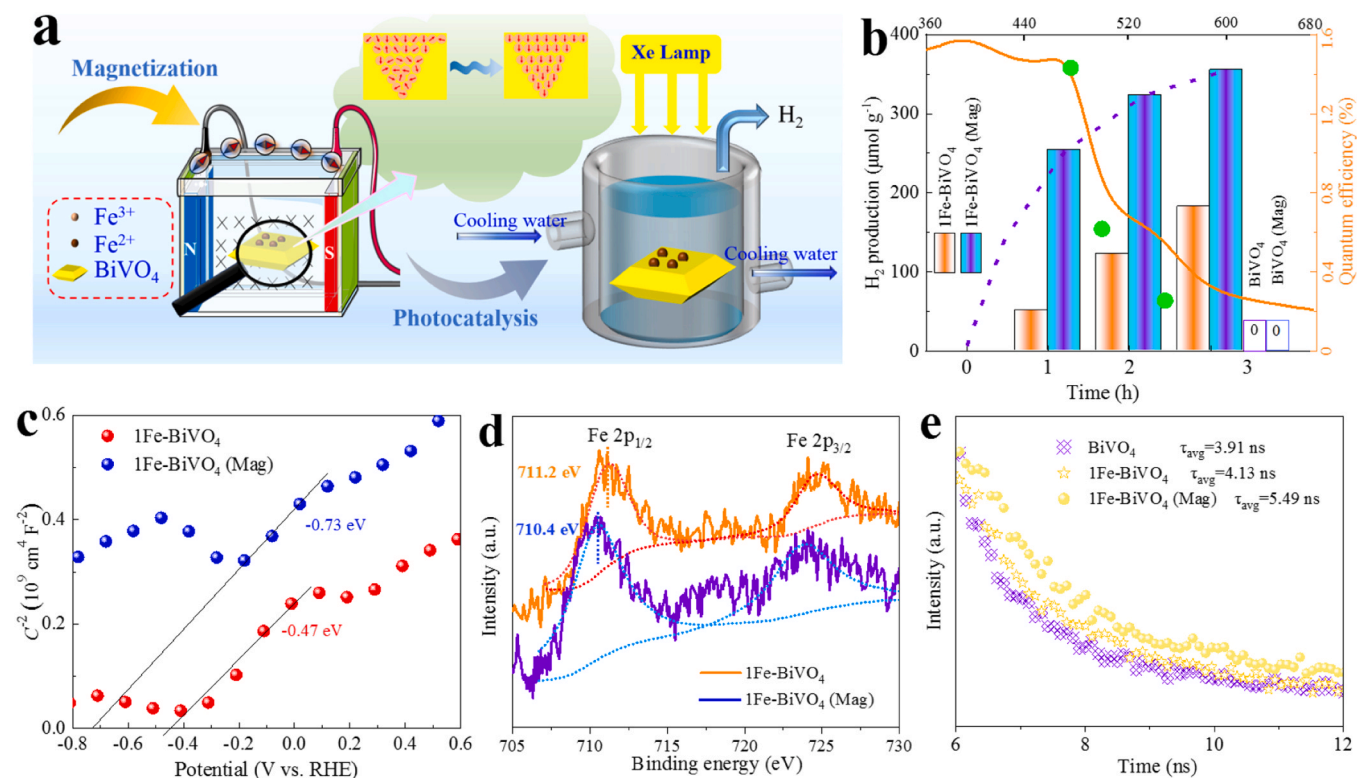 a
Magnetization
Fe³⁺
Fe²⁺
BiVO₄
N
S
Xe Lamp
H₂
Cooling water
Cooling water
Photocatalysis
b
360 440 520 600 680
400
300
200
100
0
H₂ production (μmol g⁻¹)
1Fe-BiVO₄
1Fe-BiVO₄ (Mag)
BiVO₄
BiVO₄ (Mag)
0 0
1.6
1.2
0.8
0.4
0
Quantum efficiency (%)
0 1 2 3
Time (h)
c
1Fe-BiVO₄
1Fe-BiVO₄ (Mag)
-0.73 eV
-0.47 eV
0.6
0.4
0.2
0.0
C⁻² (10⁹ cm⁴ F⁻²)
-0.8 -0.6 -0.4 -0.2 0.0 0.2 0.4 0.6
Potential (V vs. RHE)
d
Fe 2p₁/₂
Fe 2p₃/₂
711.2 eV
710.4 eV
1Fe-BiVO₄
1Fe-BiVO₄ (Mag)
Intensity (a.u.)
705 710 715 720 725 730
Binding energy (eV)
e
BiVO₄ τavg=3.91 ns
1Fe-BiVO₄ τavg=4.13 ns
1Fe-BiVO₄ (Mag) τavg=5.49 ns
Intensity (a.u.)
6 8 10 12
Time (ns)